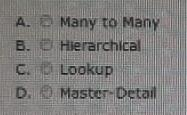 A. Many to Many
B. Hierarchical
C. Lookup
D. Master-Detail